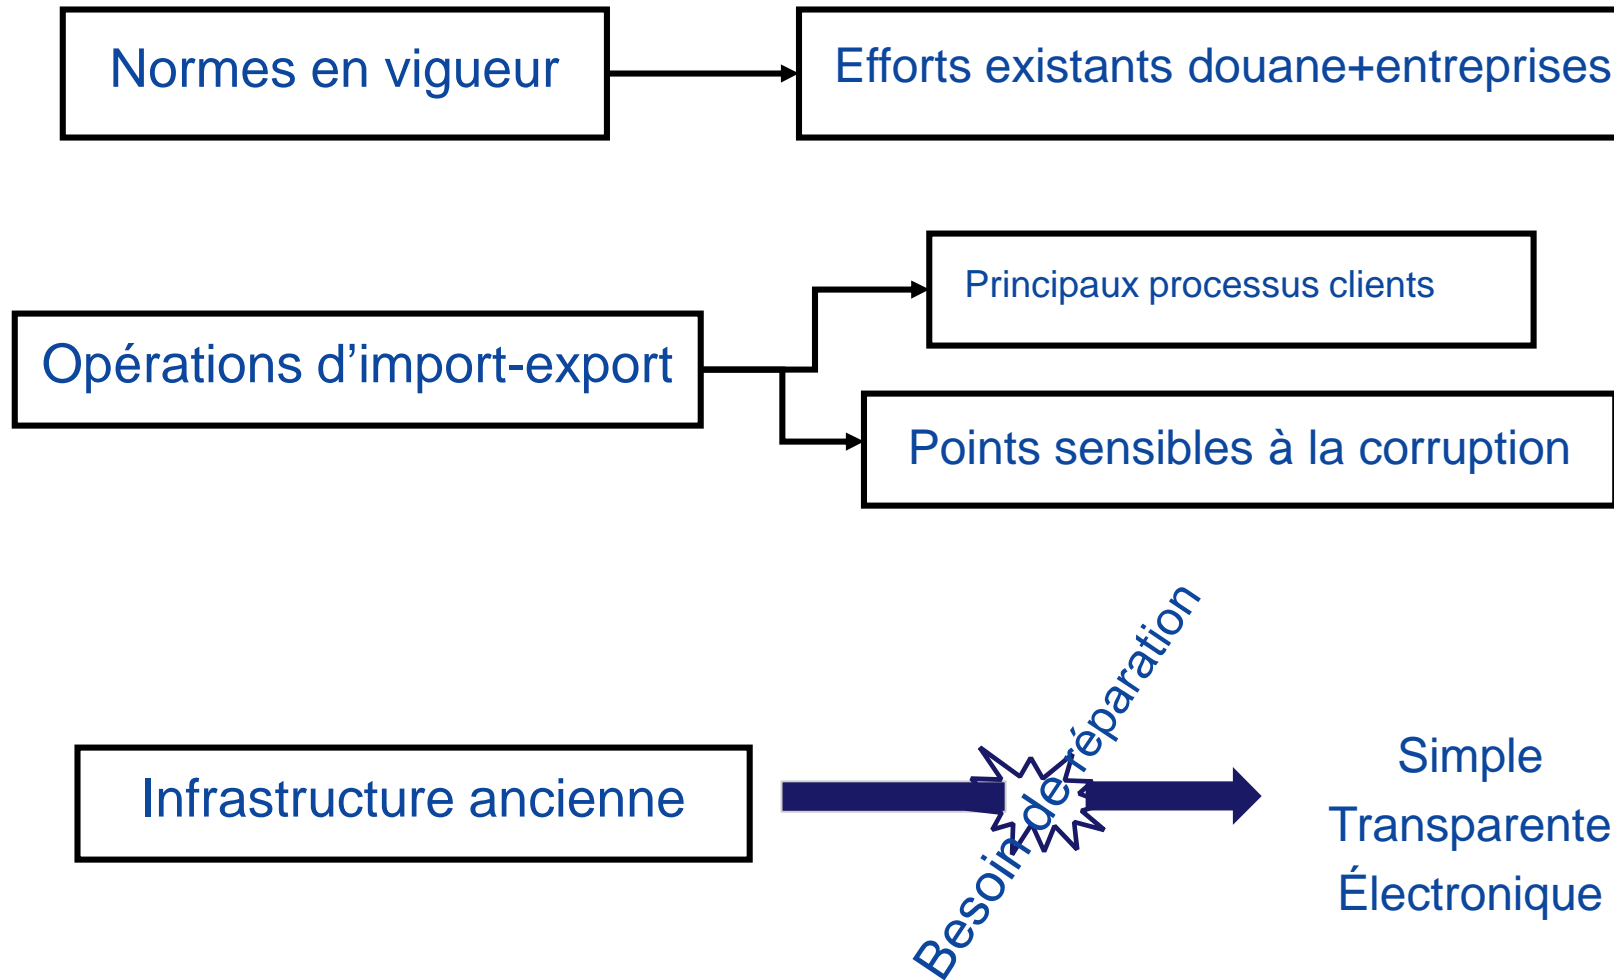 Normes en vigueur
Efforts existants douane+entreprises
Principaux processus clients
Opérations d’import-export
Points sensibles à la corruption
Besoin de réparation
Infrastructure ancienne
Simple
Transparente
Électronique